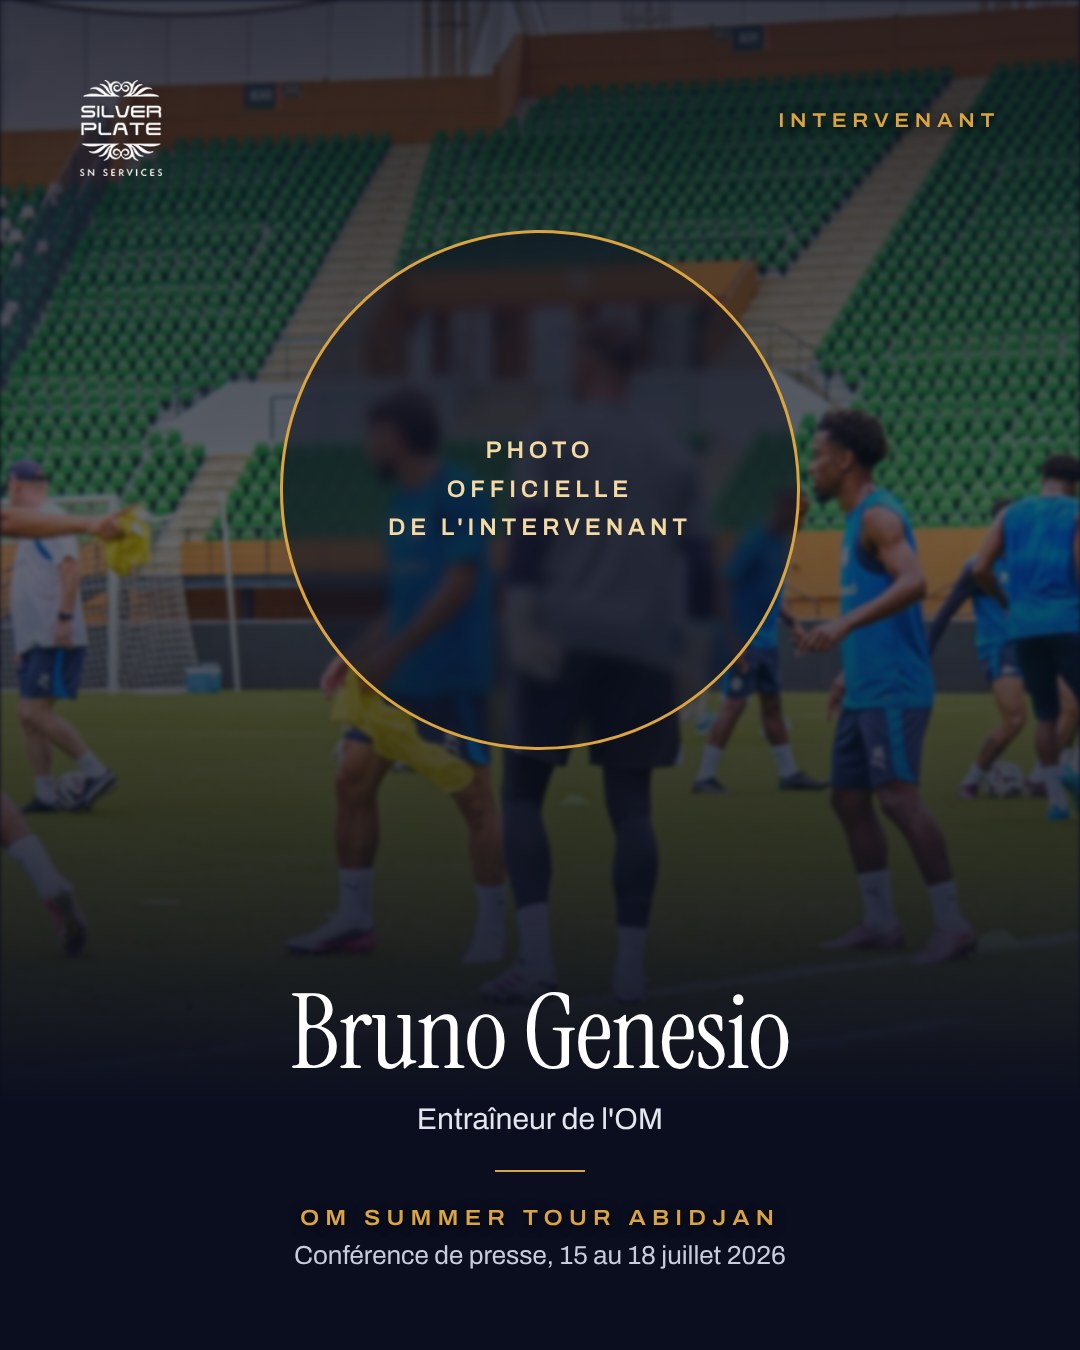 SILVER
PLATE
SN SERVICES
INTERVENANT
PHOTO
OFFICIELLE
DE L'INTERVENANT
Bruno Genesio
Entraîneur de l'OM
OM SUMMER TOUR ABIDJAN
Conférence de presse, 15 au 18 juillet 2026